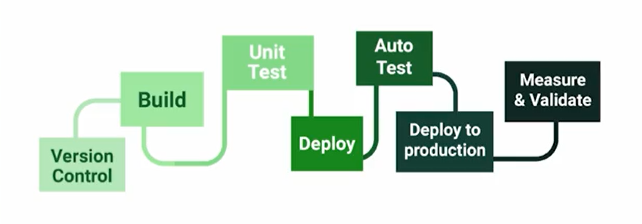 Version
Control
Build
Unit
Test
Deploy
Auto
Test
Deploy to
production
Measure
& Validate